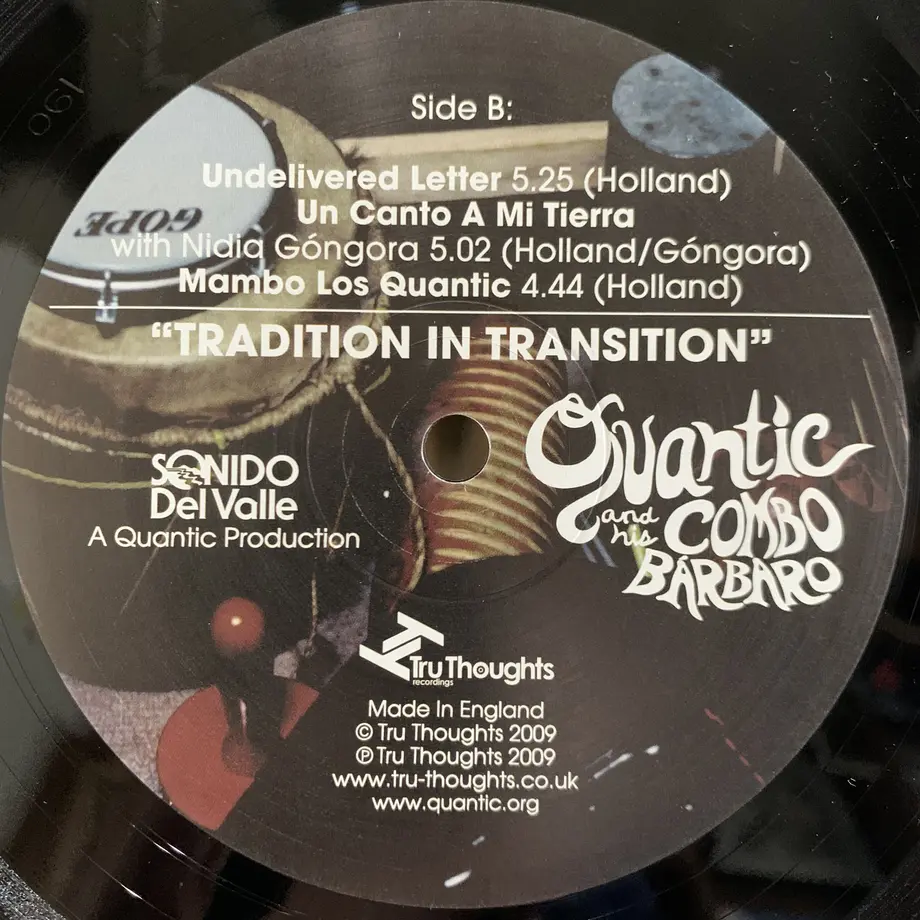 Side B:
Undelivered Letter 5.25 (Holland)
Un Canto A Mi Tierra
with Nidia Góngora 5.02 (Holland/Góngora)
Mambo Los Quantic 4.44 (Holland)
“TRADITION IN TRANSITION”
GOPE
SONIDO
Del Valle
A Quantic Production
Quantic
and his COMBO
BÁRBARO
Tru Thoughts
recordings
Made In England
© Tru Thoughts 2009
℗ Tru Thoughts 2009
www.tru-thoughts.co.uk
www.quantic.org